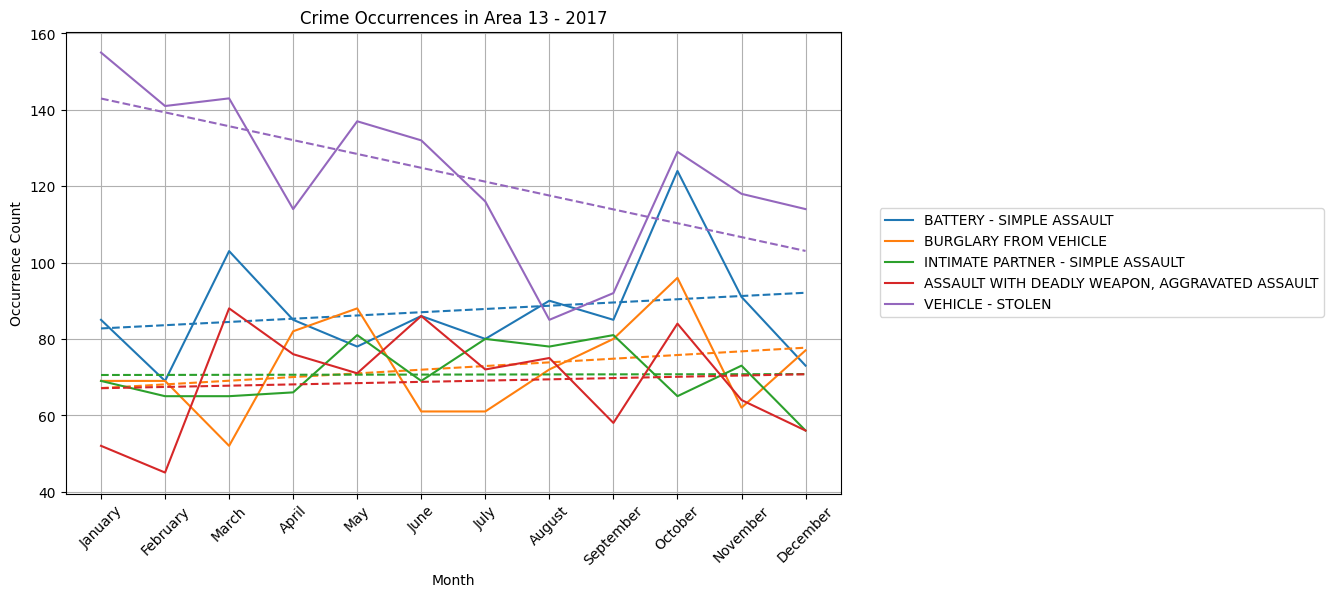 Crime Occurrences in Area 13 - 2017
160
140
120
100
80
60
40
Occurrence Count
January
February
March
April
May
June
July
August
September
October
November
December
Month
BATTERY - SIMPLE ASSAULT
BURGLARY FROM VEHICLE
INTIMATE PARTNER - SIMPLE ASSAULT
ASSAULT WITH DEADLY WEAPON, AGGRAVATED ASSAULT
VEHICLE - STOLEN